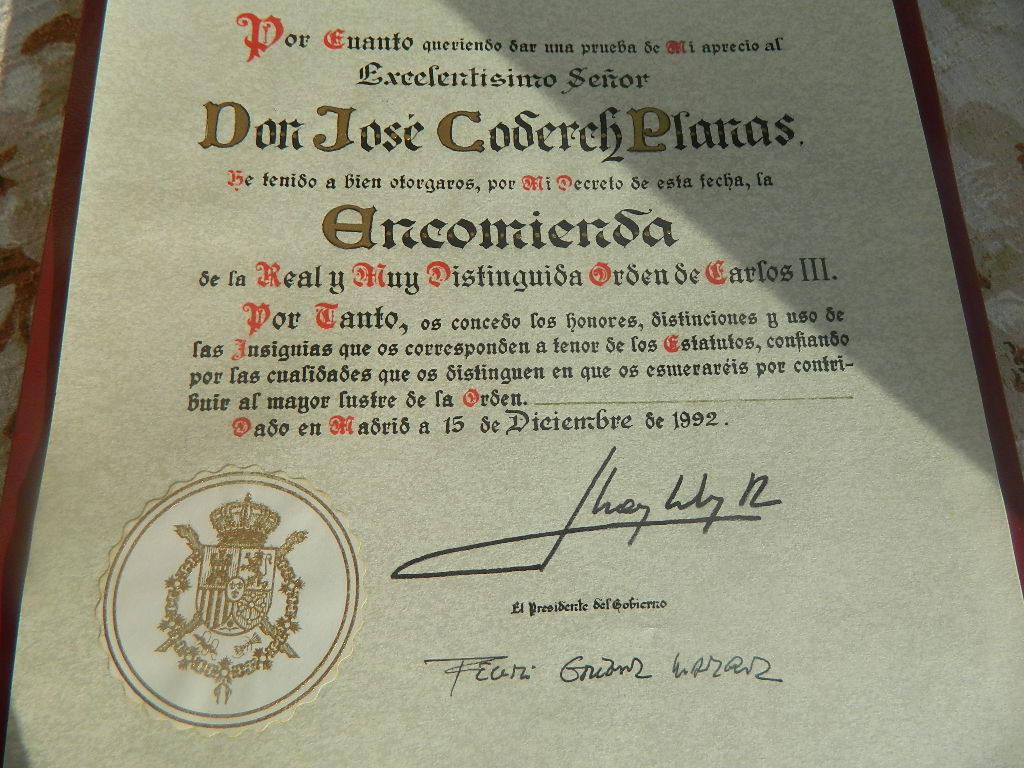 Por Cuanto queriendo dar una prueba de Mi aprecio al
Excelentísimo Señor
Don José Coderch Planas,
He tenido a bien otorgaros, por Mi Decreto de esta fecha, la
Encomienda
de la Real y Muy Distinguida Orden de Carlos III.
Por Tanto, os concedo los honores, distinciones y uso de
las Insignias que os corresponden a tenor de los Estatutos, confiando
por las cualidades que os distinguen en que os esmeraréis por contri-
buir al mayor lustre de la Orden.
Dado en Madrid a 15 de Diciembre de 1992.
El Presidente del Gobierno